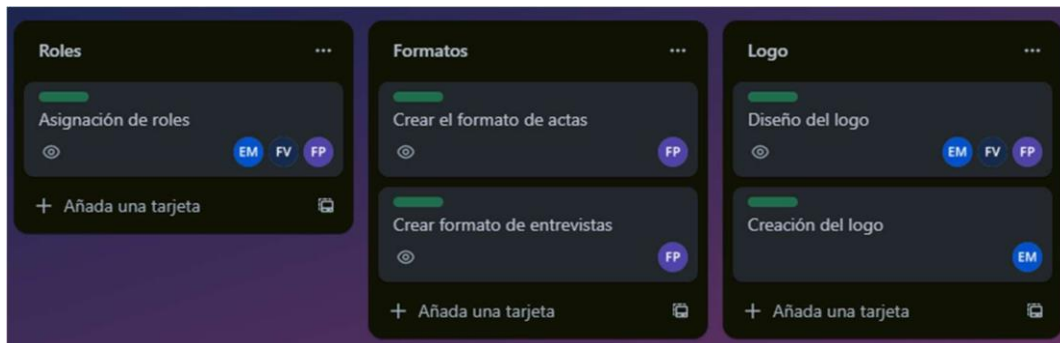 Roles
Asignación de roles
EM FV FP
+ Añada una tarjeta
Formatos
Crear el formato de actas
FP
Crear formato de entrevistas
FP
+ Añada una tarjeta
Logo
Diseño del logo
EM FV FP
Creación del logo
EM
+ Añada una tarjeta